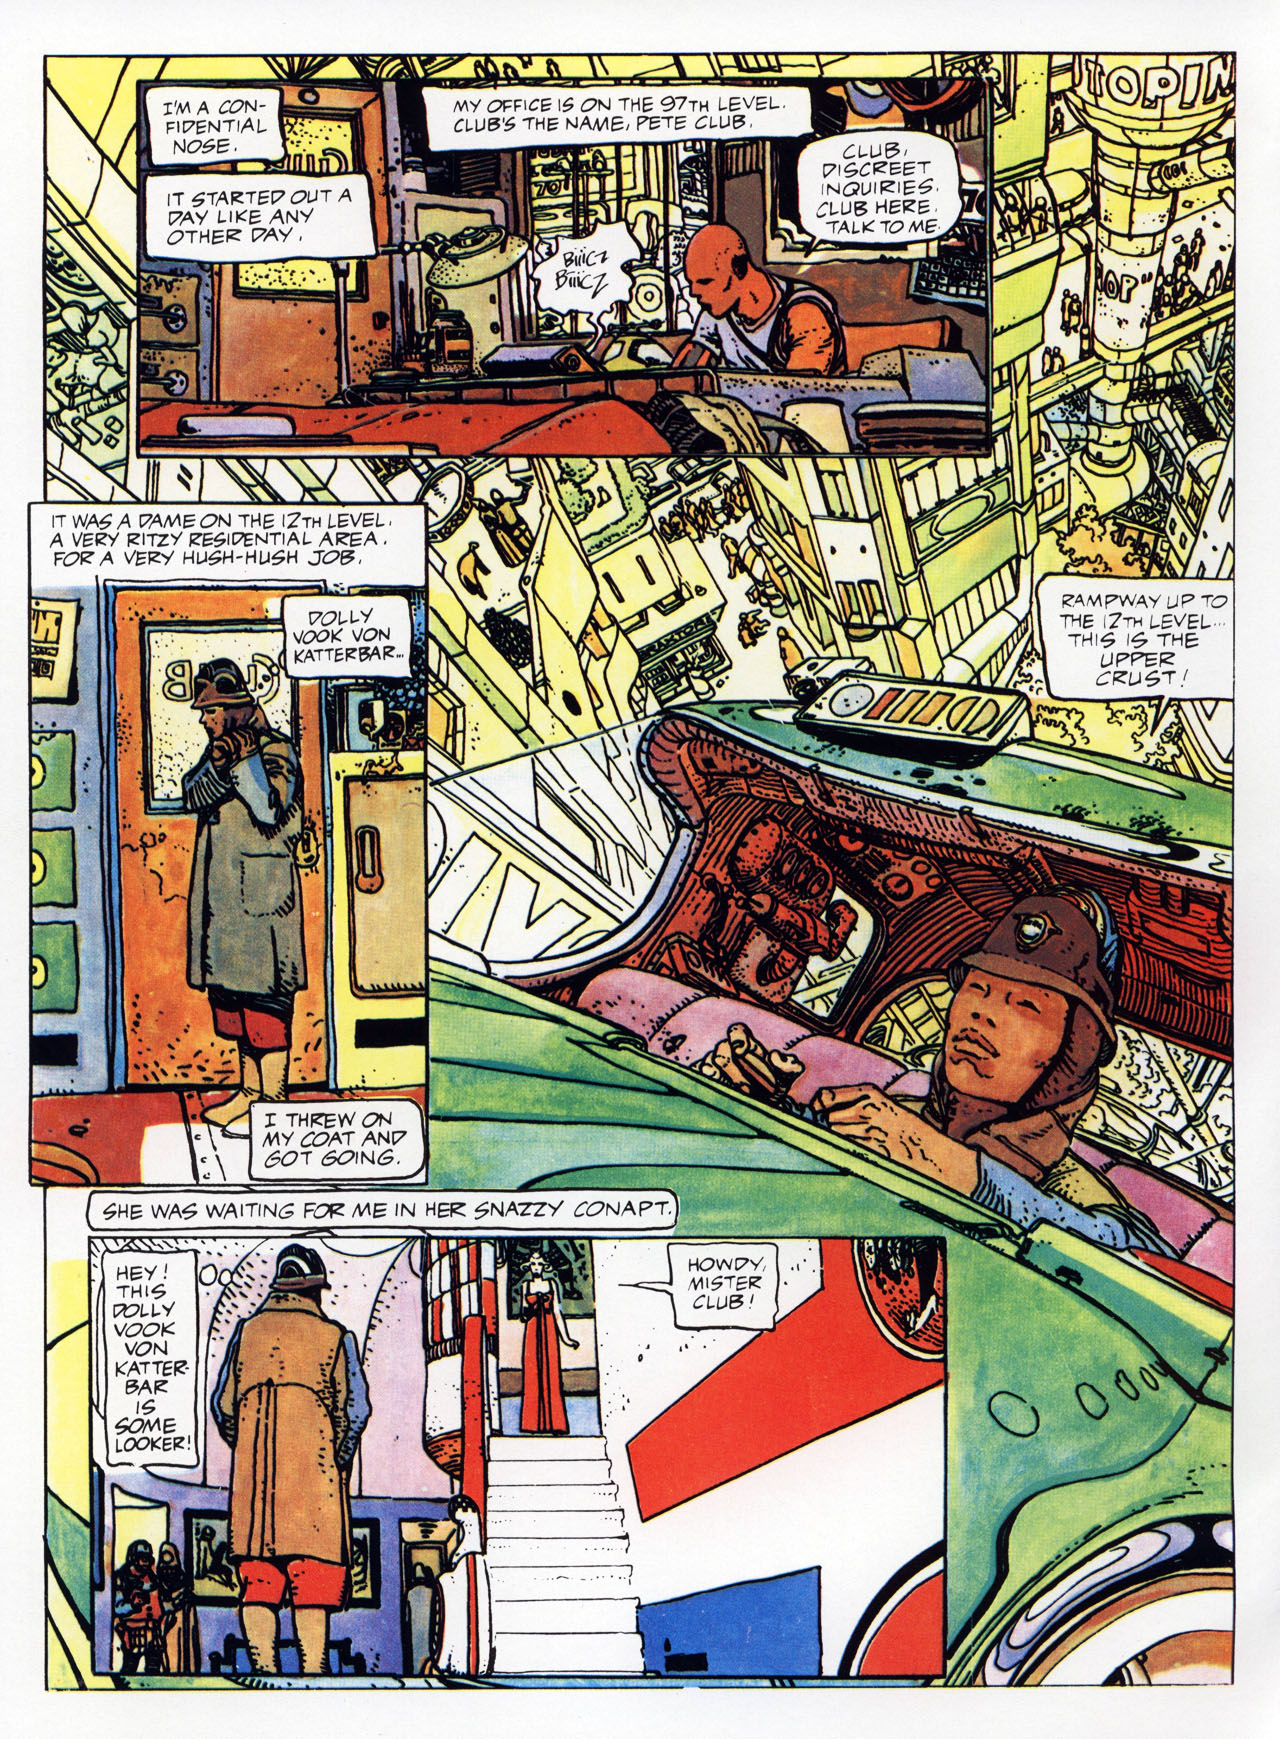 I'M A CON-
FIDENTIAL
NOSE.
MY OFFICE IS ON THE 97TH LEVEL.
CLUB'S THE NAME, PETE CLUB.
IT STARTED OUT A
DAY LIKE ANY
OTHER DAY.
BiiiCZ
BiiiCZ
CLUB,
DISCREET
INQUIRIES.
CLUB HERE.
TALK TO ME.
TOPIN
TOP"
IT WAS A DAME ON THE 12TH LEVEL.
A VERY RITZY RESIDENTIAL AREA.
FOR A VERY HUSH-HUSH JOB.
DOLLY
VOOK VON
KATTERBAR...
CLUB
I THREW ON
MY COAT AND
GOT GOING.
RAMPWAY UP TO
THE 12TH LEVEL...
THIS IS THE
UPPER
CRUST!
SHE WAS WAITING FOR ME IN HER SNAZZY CONAPT.
HEY!
THIS
DOLLY
VOOK
VON
KATTER-
BAR
IS
SOME
LOOKER!
HOWDY,
MISTER
CLUB!